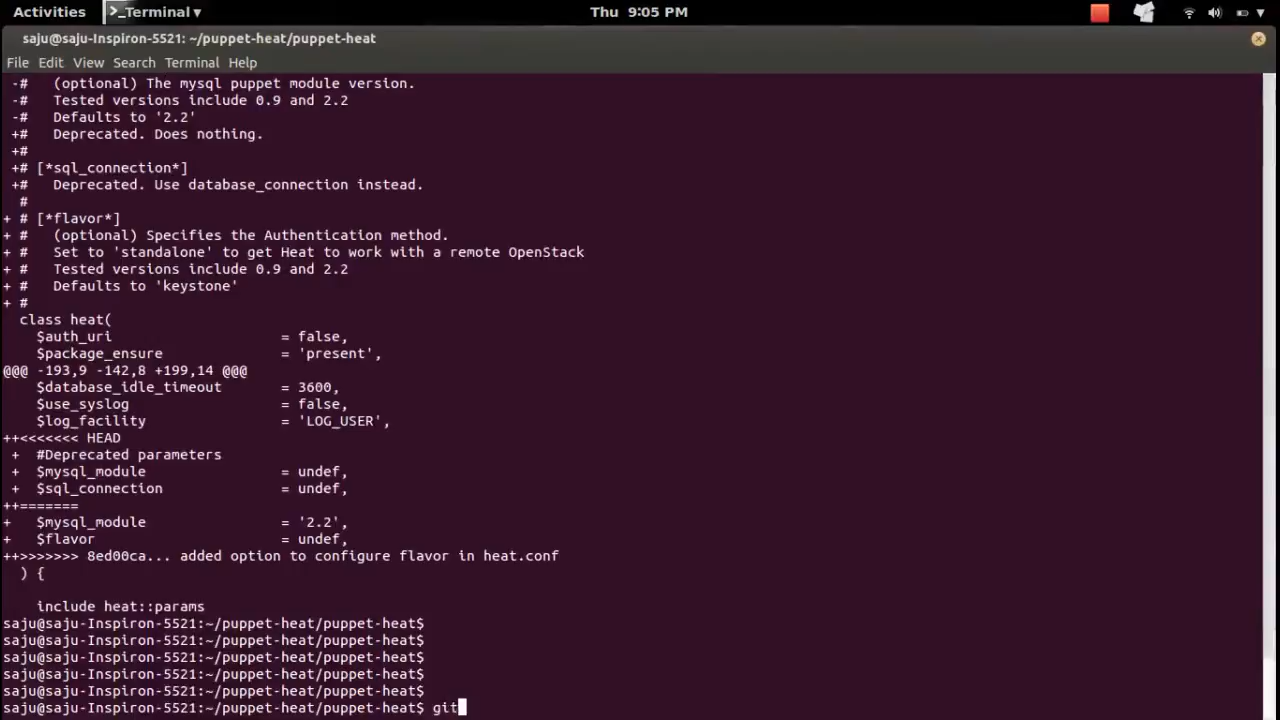 Activities >_Terminal ▾ Thu 9:05 PM
saju@saju-Inspiron-5521: ~/puppet-heat/puppet-heat
File Edit View Search Terminal Help
 -#   (optional) The mysql puppet module version.
 -#   Tested versions include 0.9 and 2.2
 -#   Defaults to '2.2'
 +#   Deprecated. Does nothing.
 +#
 +# [*sql_connection*]
 +#   Deprecated. Use database_connection instead.
  #
+ # [*flavor*]
+ #   (optional) Specifies the Authentication method.
+ #   Set to 'standalone' to get Heat to work with a remote OpenStack
+ #   Tested versions include 0.9 and 2.2
+ #   Defaults to 'keystone'
+ #
  class heat(
    $auth_uri                    = false,
    $package_ensure              = 'present',
@@@ -193,9 -142,8 +199,14 @@@
    $database_idle_timeout       = 3600,
    $use_syslog                  = false,
    $log_facility                = 'LOG_USER',
++<<<<<<< HEAD
 +  #Deprecated parameters
 +  $mysql_module                = undef,
 +  $sql_connection              = undef,
++=======
+   $mysql_module                = '2.2',
+   $flavor                      = undef,
++>>>>>>> 8ed00ca... added option to configure flavor in heat.conf
  ) {
    include heat::params
saju@saju-Inspiron-5521:~/puppet-heat/puppet-heat$
saju@saju-Inspiron-5521:~/puppet-heat/puppet-heat$
saju@saju-Inspiron-5521:~/puppet-heat/puppet-heat$
saju@saju-Inspiron-5521:~/puppet-heat/puppet-heat$
saju@saju-Inspiron-5521:~/puppet-heat/puppet-heat$
saju@saju-Inspiron-5521:~/puppet-heat/puppet-heat$ git